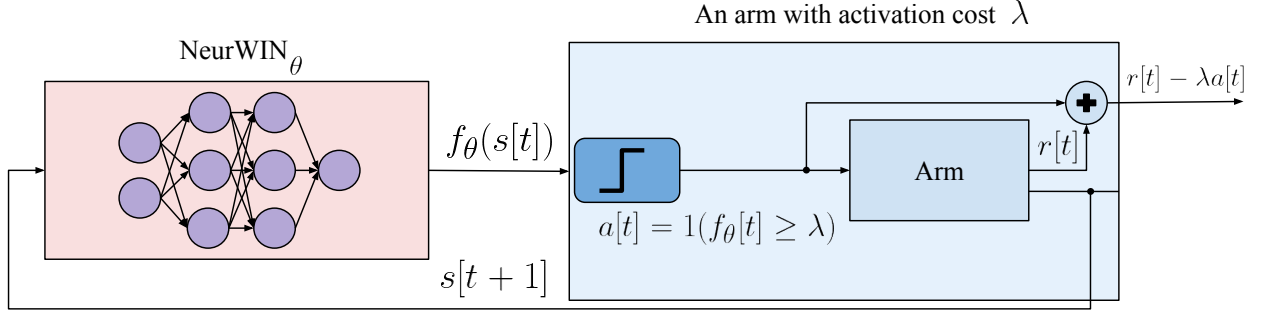 An arm with activation cost λ
NeurWIN_θ
r[t] − λa[t]
f_θ(s[t])
r[t]
Arm
a[t] = 1(f_θ[t] ≥ λ)
s[t + 1]